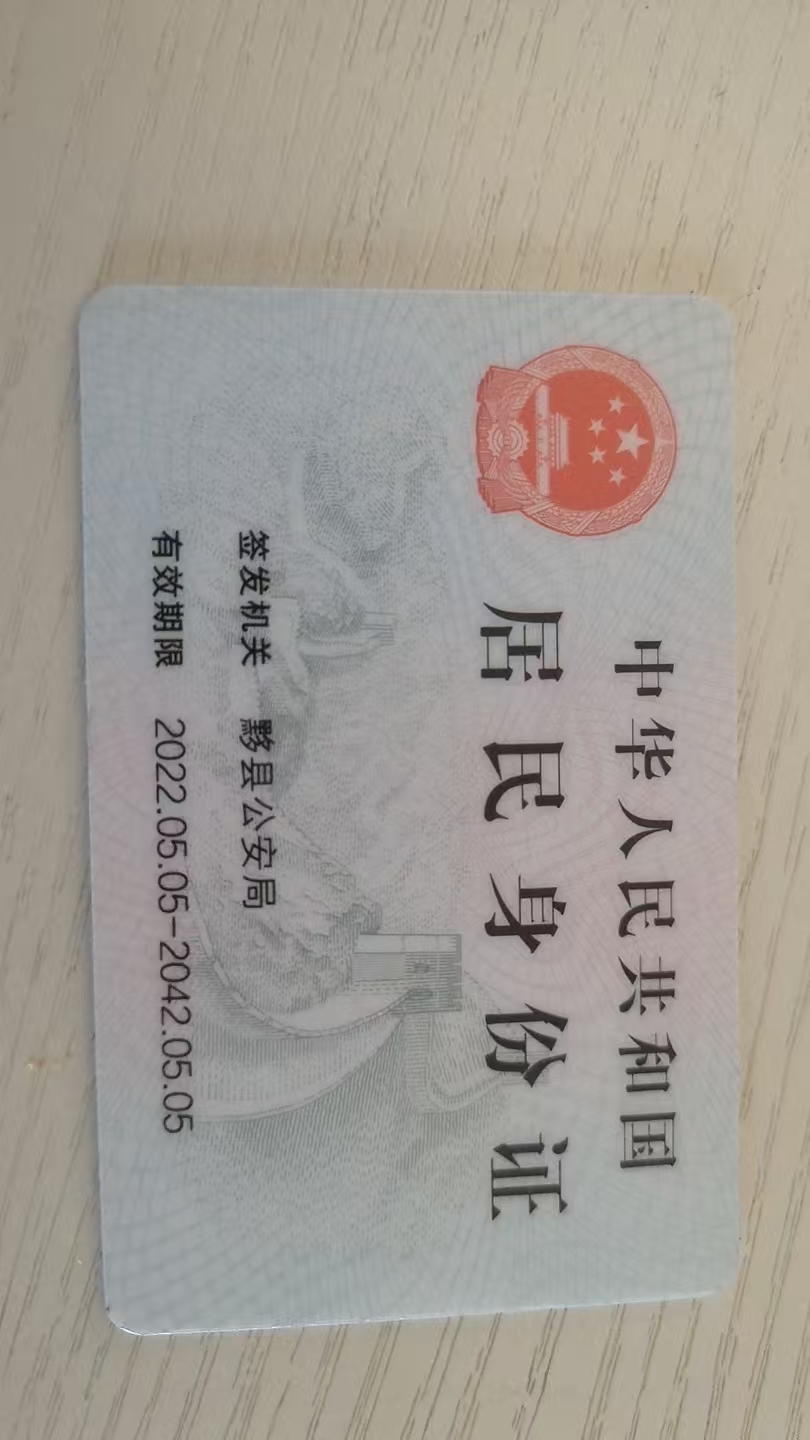 中华人民共和国
居民身份证
签发机关 黟县公安局
有效期限 2022.05.05-2042.05.05